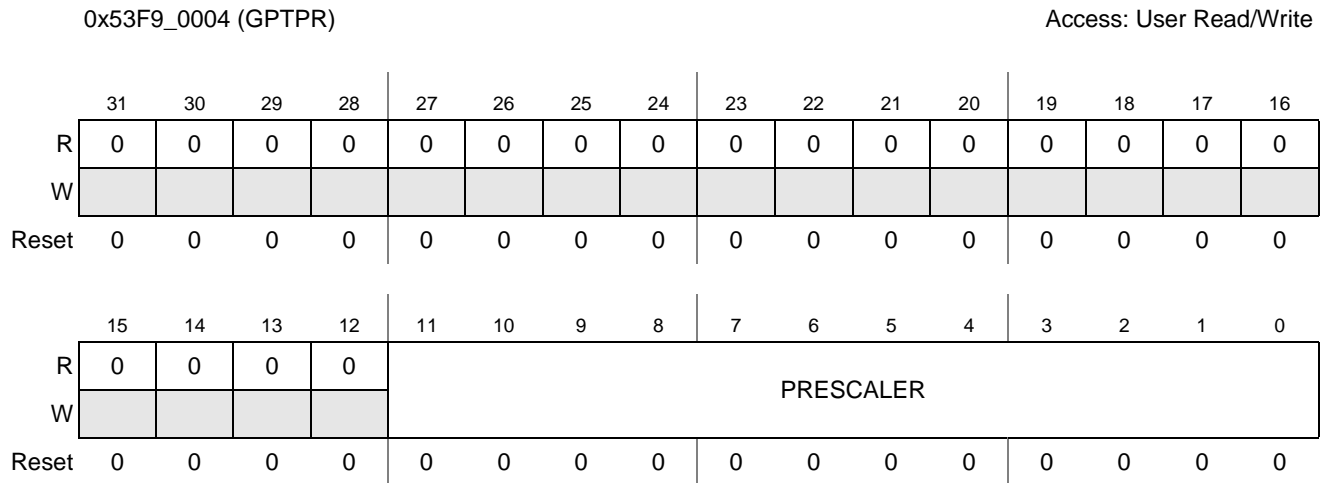 0x53F9_0004 (GPTPR) Access: User Read/Write
31 30 29 28 27 26 25 24 23 22 21 20 19 18 17 16
R 0 0 0 0 0 0 0 0 0 0 0 0 0 0 0 0
W
Reset 0 0 0 0 0 0 0 0 0 0 0 0 0 0 0 0
15 14 13 12 11 10 9 8 7 6 5 4 3 2 1 0
R 0 0 0 0
PRESCALER
W
Reset 0 0 0 0 0 0 0 0 0 0 0 0 0 0 0 0